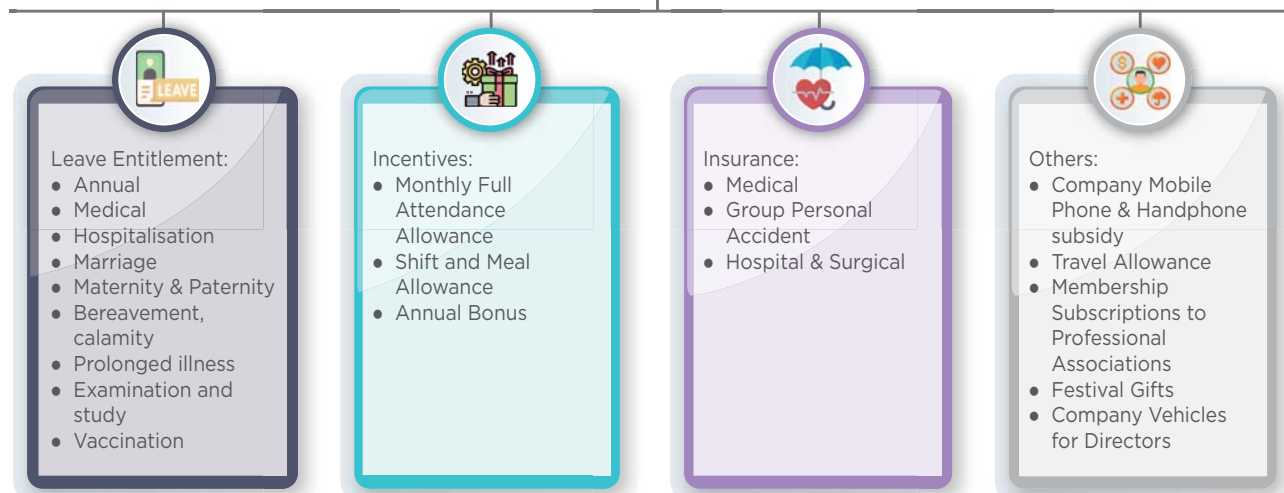 LEAVE
Leave Entitlement:
● Annual
● Medical
● Hospitalisation
● Marriage
● Maternity & Paternity
● Bereavement,
calamity
● Prolonged illness
● Examination and
study
● Vaccination
Incentives:
● Monthly Full
Attendance
Allowance
● Shift and Meal
Allowance
● Annual Bonus
Insurance:
● Medical
● Group Personal
Accident
● Hospital & Surgical
$
Others:
● Company Mobile
Phone & Handphone
subsidy
● Travel Allowance
● Membership
Subscriptions to
Professional
Associations
● Festival Gifts
● Company Vehicles
for Directors